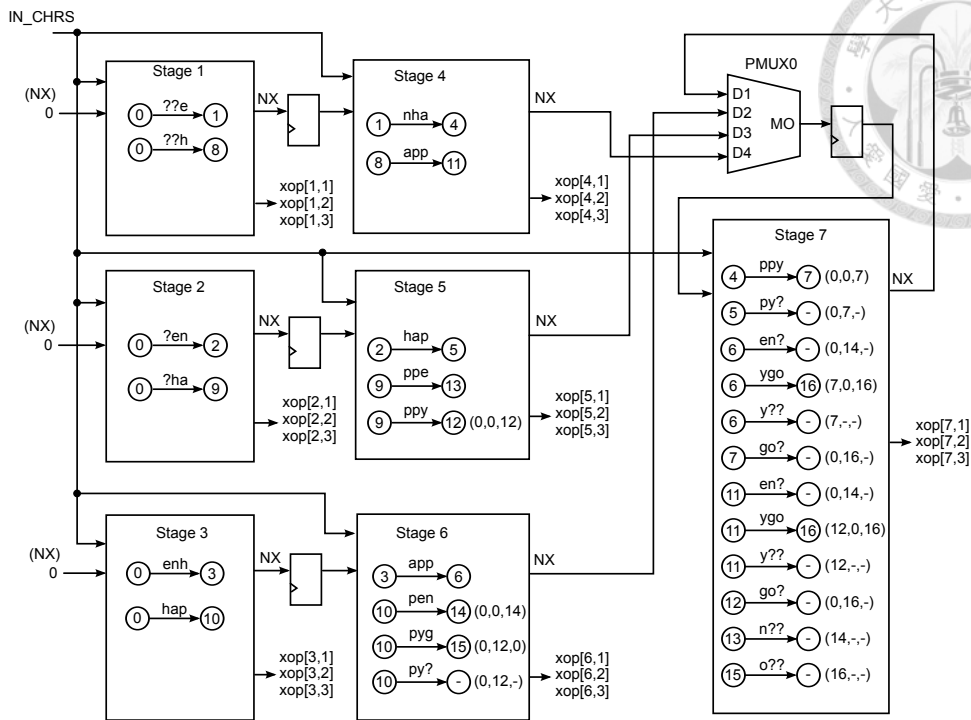 IN_CHRS
Stage 1
(NX)
0
0 ??e 1
0 ??h 8
NX
xop[1,1]
xop[1,2]
xop[1,3]
Stage 4
1 nha 4
8 app 11
NX
xop[4,1]
xop[4,2]
xop[4,3]
PMUX0
D1
D2
D3
D4
MO
Stage 2
(NX)
0
0 ?en 2
0 ?ha 9
NX
xop[2,1]
xop[2,2]
xop[2,3]
Stage 5
2 hap 5
9 ppe 13
9 ppy 12 (0,0,12)
NX
xop[5,1]
xop[5,2]
xop[5,3]
Stage 3
(NX)
0
0 enh 3
0 hap 10
NX
xop[3,1]
xop[3,2]
xop[3,3]
Stage 6
3 app 6
10 pen 14 (0,0,14)
10 pyg 15 (0,12,0)
10 py? - (0,12,-)
NX
xop[6,1]
xop[6,2]
xop[6,3]
Stage 7
4 ppy 7 (0,0,7)
5 py? - (0,7,-)
6 en? - (0,14,-)
6 ygo 16 (7,0,16)
6 y?? - (7,-,-)
7 go? - (0,16,-)
11 en? - (0,14,-)
11 ygo 16 (12,0,16)
11 y?? - (12,-,-)
12 go? - (0,16,-)
13 n?? - (14,-,-)
15 o?? - (16,-,-)
NX
xop[7,1]
xop[7,2]
xop[7,3]
學 大
愛 國